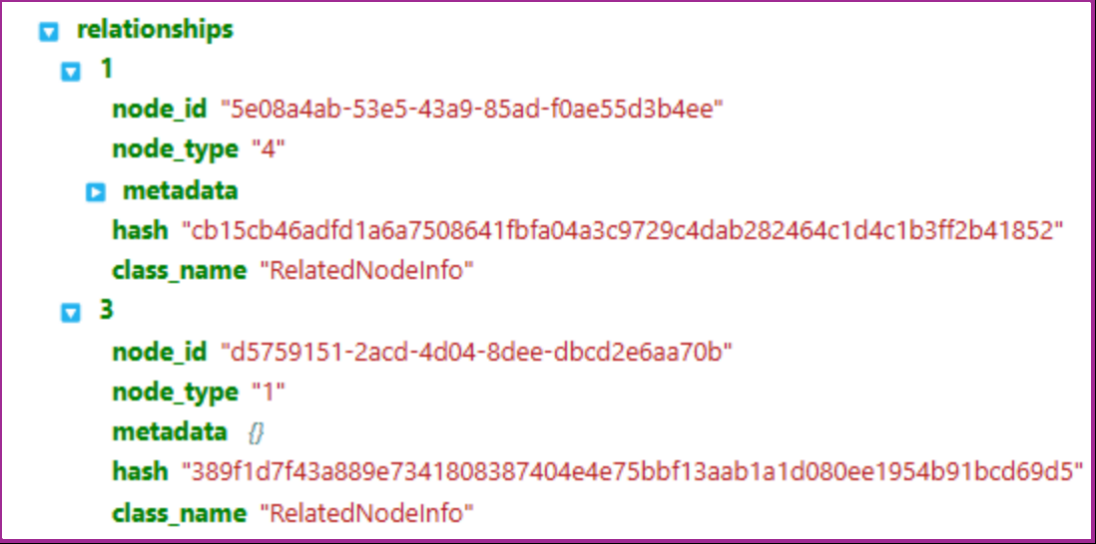 relationships
1
node_id "5e08a4ab-53e5-43a9-85ad-f0ae55d3b4ee"
node_type "4"
metadata
hash "cb15cb46adfd1a6a7508641fbfa04a3c9729c4dab282464c1d4c1b3ff2b41852"
class_name "RelatedNodeInfo"
3
node_id "d5759151-2acd-4d04-8dee-dbcd2e6aa70b"
node_type "1"
metadata {}
hash "389f1d7f43a889e7341808387404e4e75bbf13aab1a1d080ee1954b91bcd69d5"
class_name "RelatedNodeInfo"